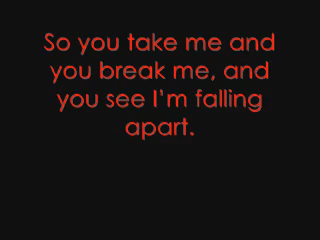 So you take me and
you break me, and
you see I'm falling
apart.